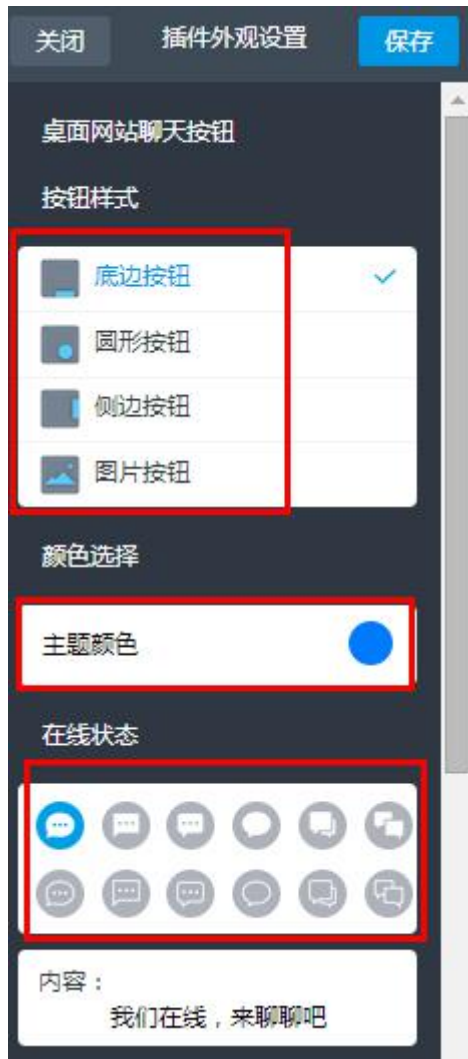 关闭 插件外观设置 保存
桌面网站聊天按钮
按钮样式
底边按钮
圆形按钮
侧边按钮
图片按钮
颜色选择
主题颜色
在线状态
内容：
我们在线，来聊聊吧